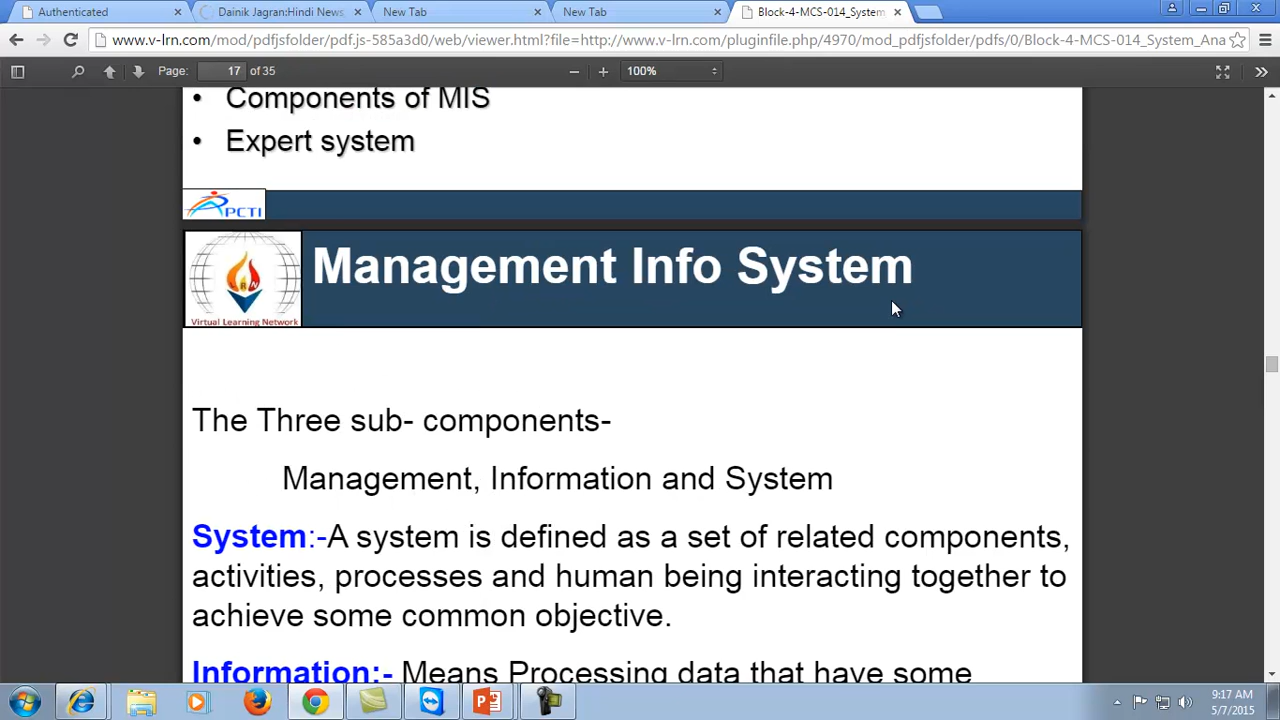 Authenticated
Dainik Jagran:Hindi News,
New Tab
New Tab
Block-4-MCS-014_System
www.v-lrn.com/mod/pdfjsfolder/pdf.js-585a3d0/web/viewer.html?file=http://www.v-lrn.com/pluginfile.php/4970/mod_pdfjsfolder/pdfs/0/Block-4-MCS-014_System_Ana
Page: 17 of 35
100%
• Components of MIS
• Expert system
PCTI
Management Info System
Virtual Learning Network
The Three sub- components-
Management, Information and System
System:-A system is defined as a set of related components,
activities, processes and human being interacting together to
achieve some common objective.
Information:- Means Processing data that have some
9:17 AM
5/7/2015